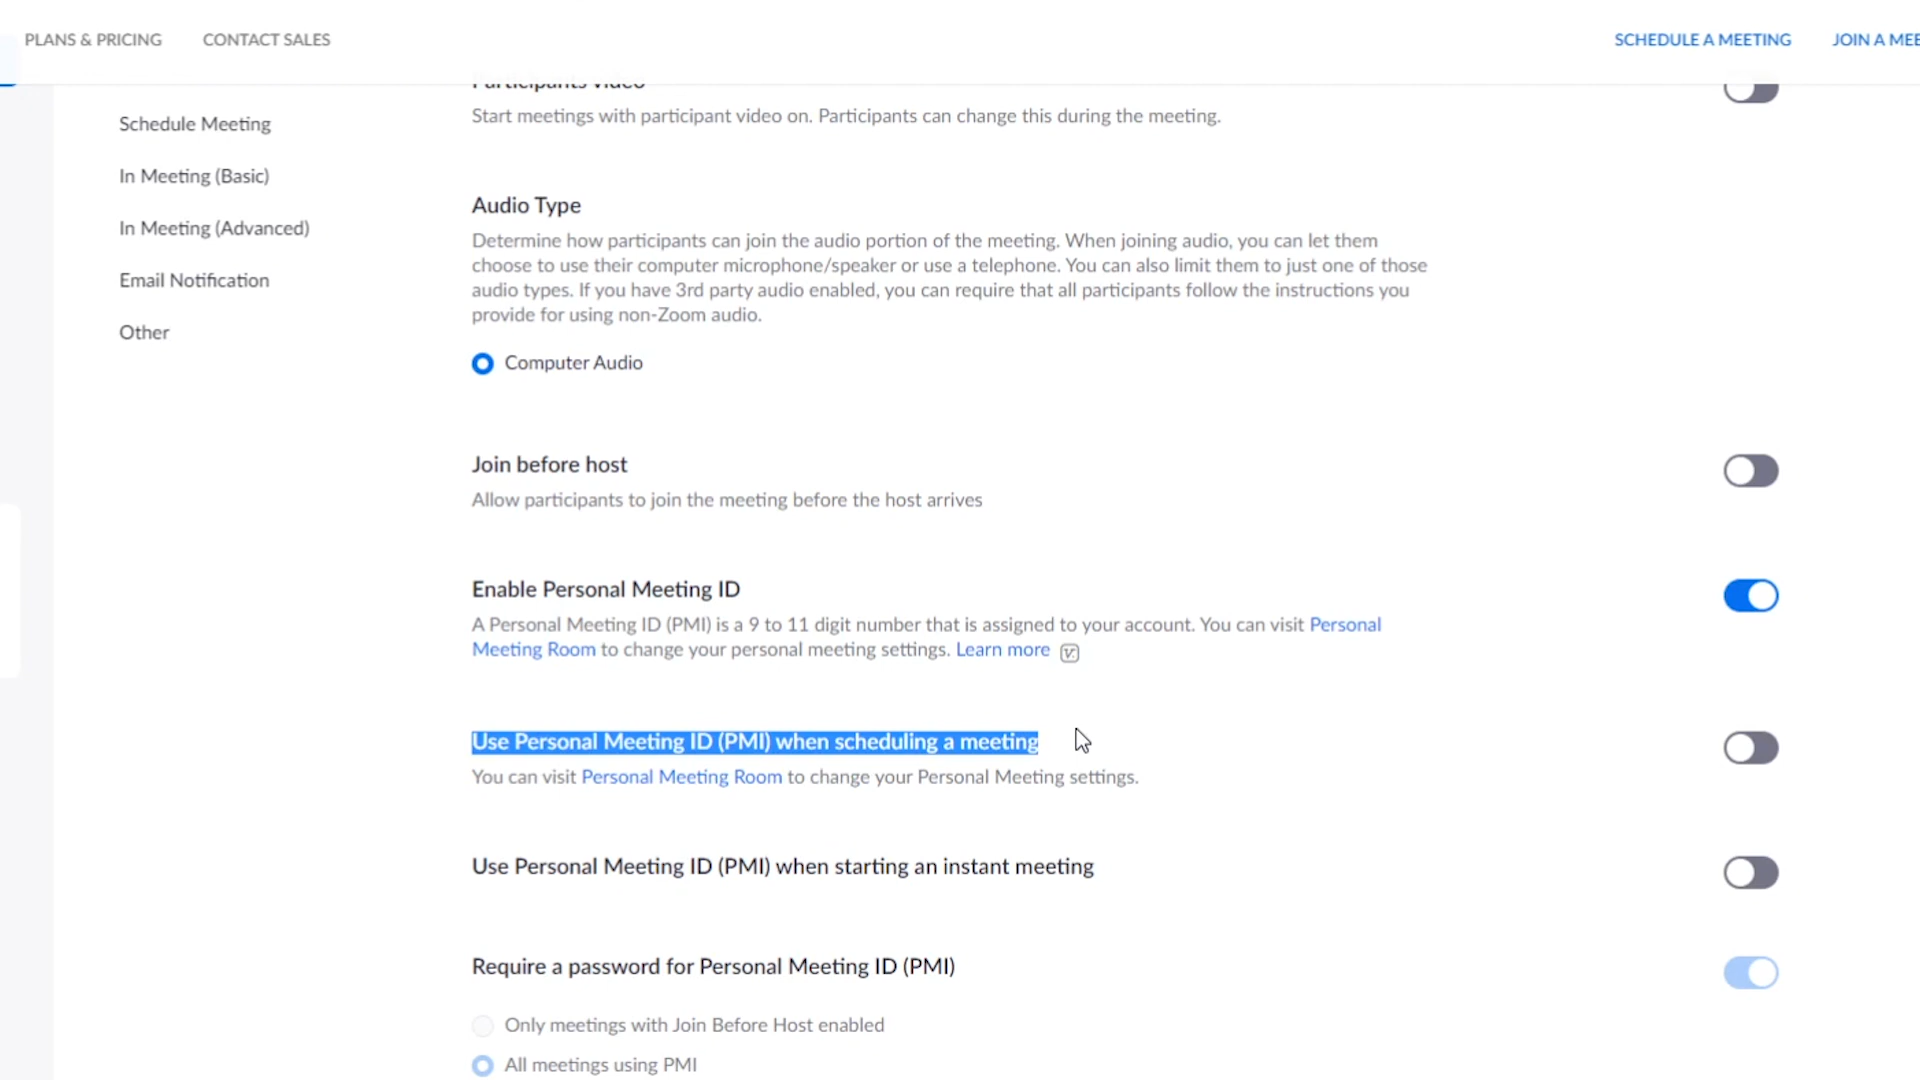 PLANS & PRICING
CONTACT SALES
SCHEDULE A MEETING
JOIN A MEE
Schedule Meeting
In Meeting (Basic)
In Meeting (Advanced)
Email Notification
Other
Participants video
Start meetings with participant video on. Participants can change this during the meeting.
Audio Type
Determine how participants can join the audio portion of the meeting. When joining audio, you can let them
choose to use their computer microphone/speaker or use a telephone. You can also limit them to just one of those
audio types. If you have 3rd party audio enabled, you can require that all participants follow the instructions you
provide for using non-Zoom audio.
Computer Audio
Join before host
Allow participants to join the meeting before the host arrives
Enable Personal Meeting ID
A Personal Meeting ID (PMI) is a 9 to 11 digit number that is assigned to your account. You can visit Personal
Meeting Room to change your personal meeting settings. Learn more
Use Personal Meeting ID (PMI) when scheduling a meeting
You can visit Personal Meeting Room to change your Personal Meeting settings.
Use Personal Meeting ID (PMI) when starting an instant meeting
Require a password for Personal Meeting ID (PMI)
Only meetings with Join Before Host enabled
All meetings using PMI